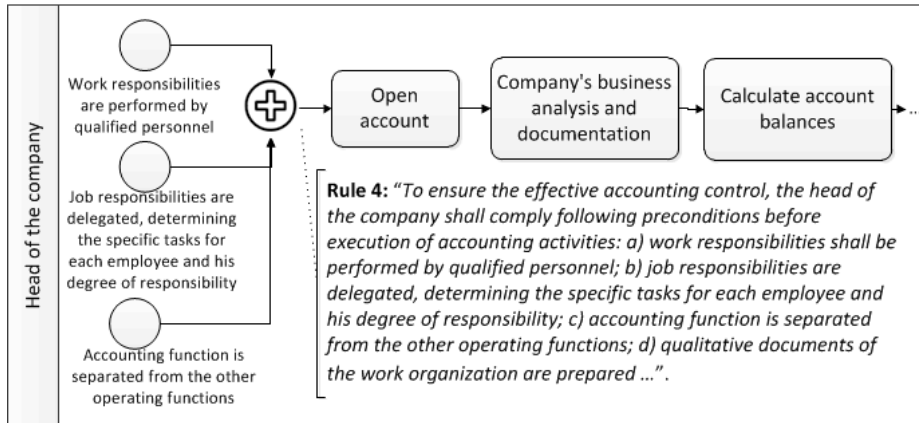 Head of the company
Work responsibilities
are performed by
qualified personnel
Job responsibilities are
delegated, determining
the specific tasks for
each employee and his
degree of responsibility
Accounting function is
separated from the other
operating functions
Open
account
Company's business
analysis and
documentation
Calculate account
balances
...
Rule 4: “To ensure the effective accounting control, the head of
the company shall comply following preconditions before
execution of accounting activities: a) work responsibilities shall be
performed by qualified personnel; b) job responsibilities are
delegated, determining the specific tasks for each employee and
his degree of responsibility; c) accounting function is separated
from the other operating functions; d) qualitative documents of
the work organization are prepared ...”.